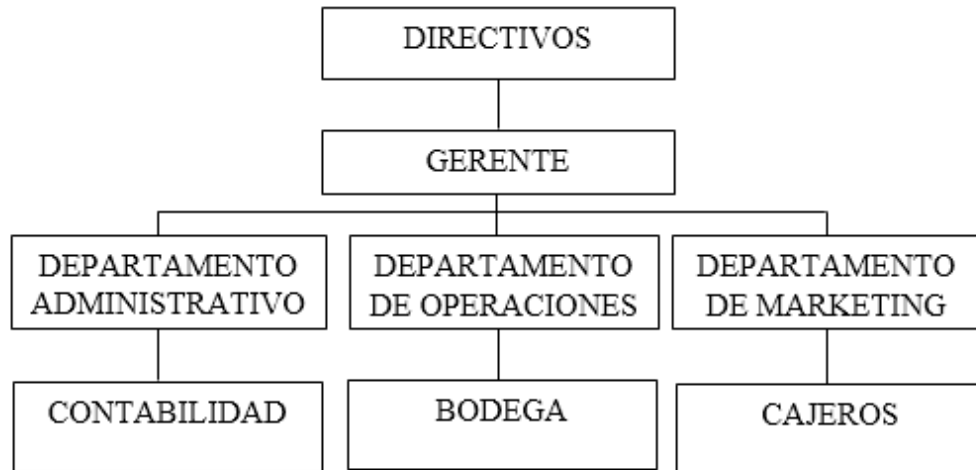 DIRECTIVOS
GERENTE
DEPARTAMENTO
ADMINISTRATIVO
DEPARTAMENTO
DE OPERACIONES
DEPARTAMENTO
DE MARKETING
CONTABILIDAD
BODEGA
CAJEROS